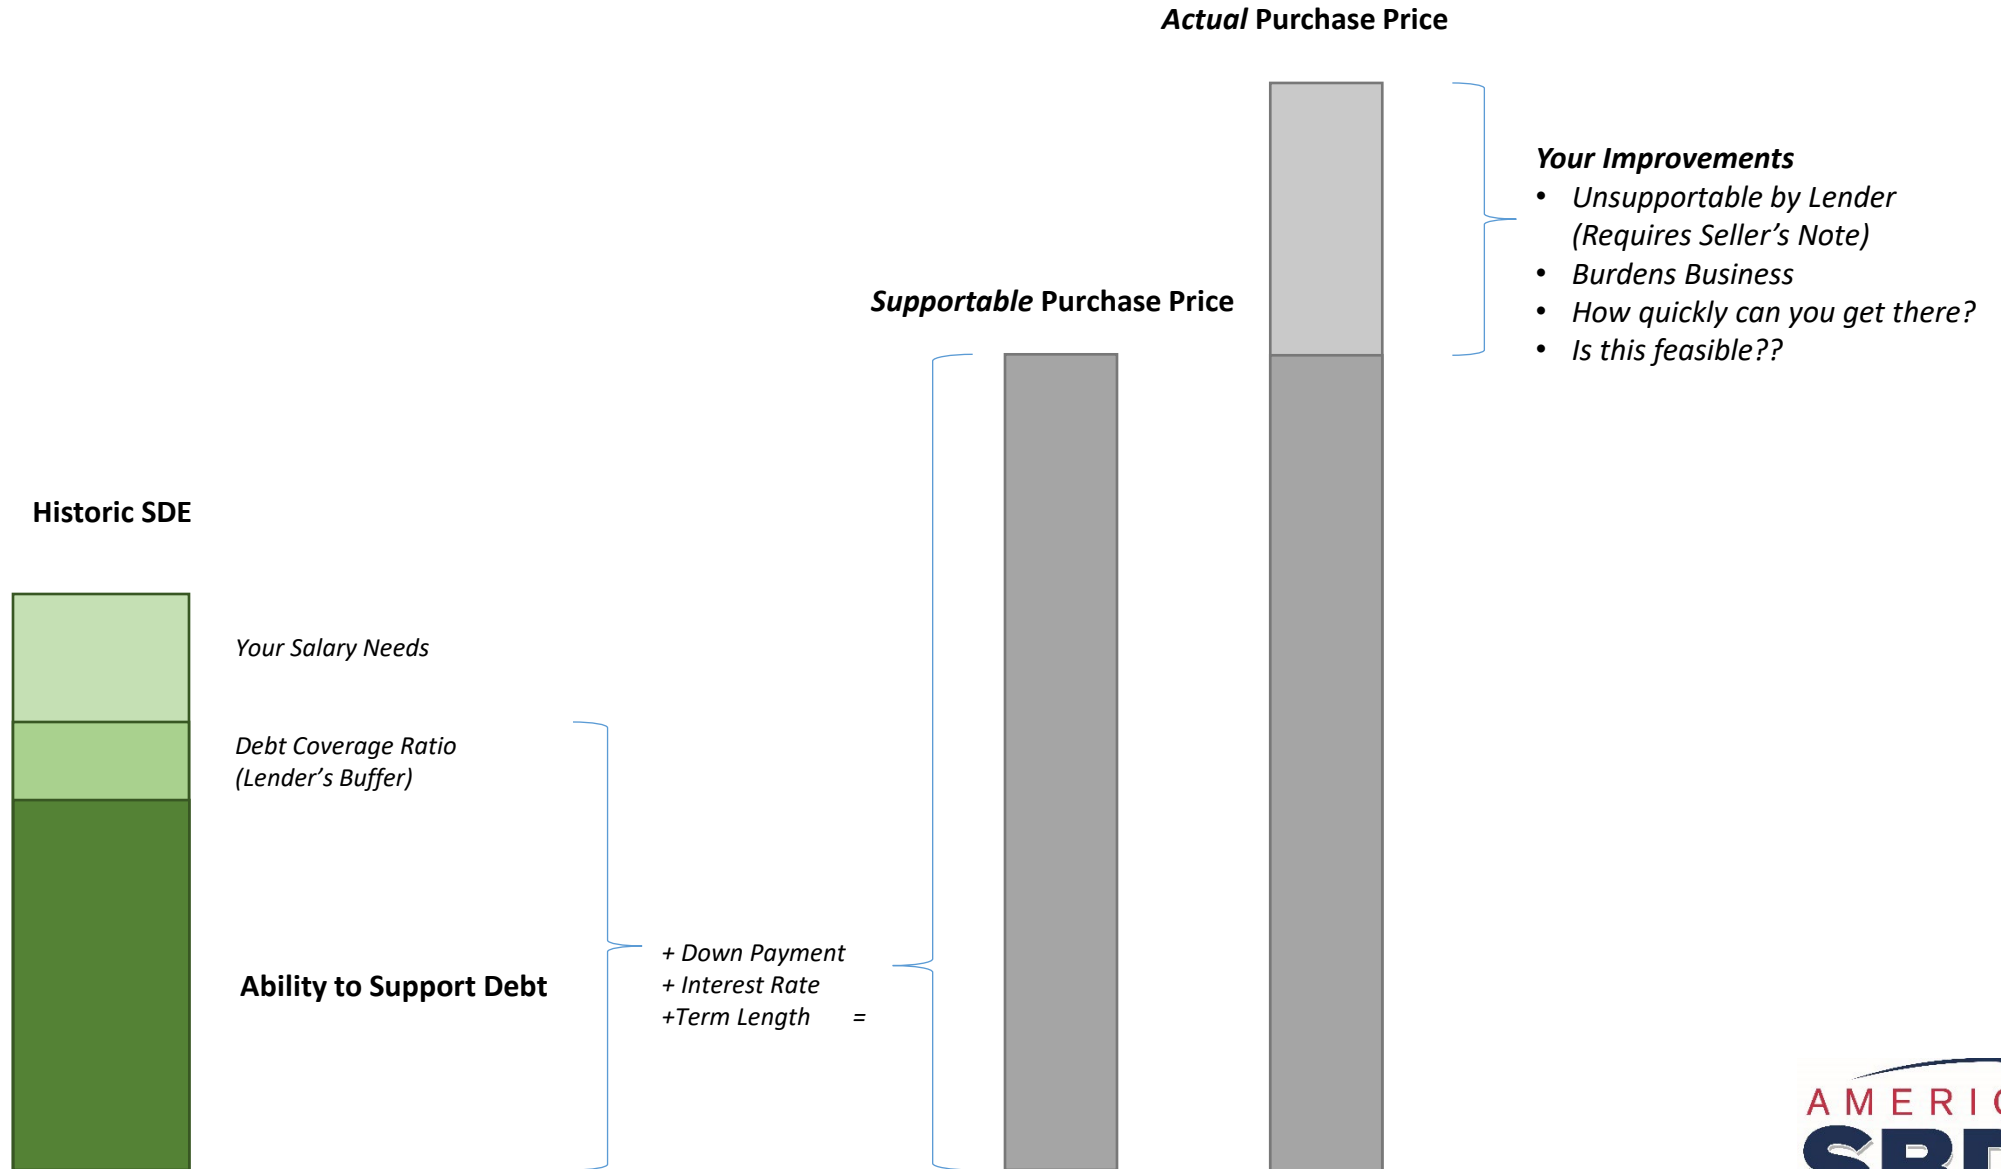 Actual Purchase Price
Your Improvements
• Unsupportable by Lender
(Requires Seller's Note)
• Burdens Business
• How quickly can you get there?
• Is this feasible??
Supportable Purchase Price
Historic SDE
Your Salary Needs
Debt Coverage Ratio
(Lender's Buffer)
Ability to Support Debt
+ Down Payment
+ Interest Rate
+Term Length =